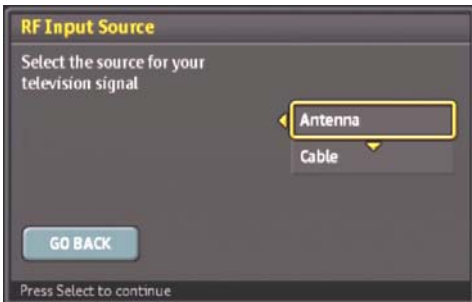 RF Input Source
Select the source for your
television signal
Antenna
Cable
GO BACK
Press Select to continue